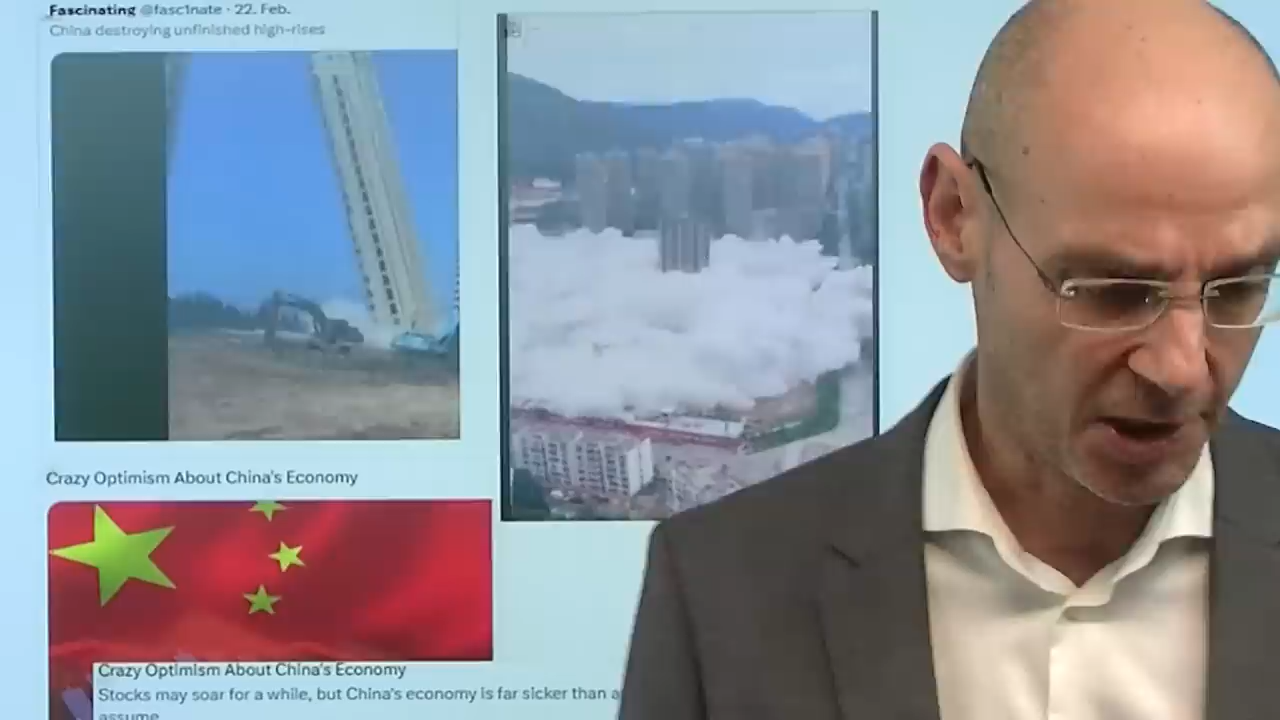 Fascinating @fasc1nate · 22. Feb.
China destroying unfinished high-rises
Crazy Optimism About China's Economy
Crazy Optimism About China's Economy
Stocks may soar for a while, but China's economy is far sicker than
assume